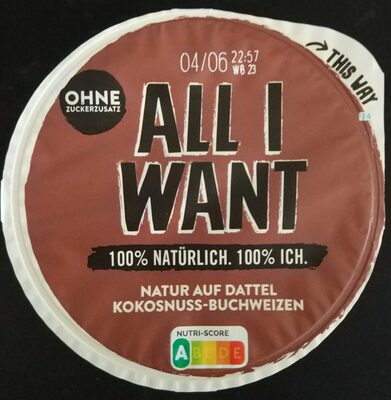 04/06 22:57
W6 23
THIS WAY
OHNE
ZUCKERZUSATZ
ALL I
WANT
100% NATÜRLICH. 100% ICH.
NATUR AUF DATTEL
KOKOSNUSS-BUCHWEIZEN
NUTRI-SCORE
A B C D E